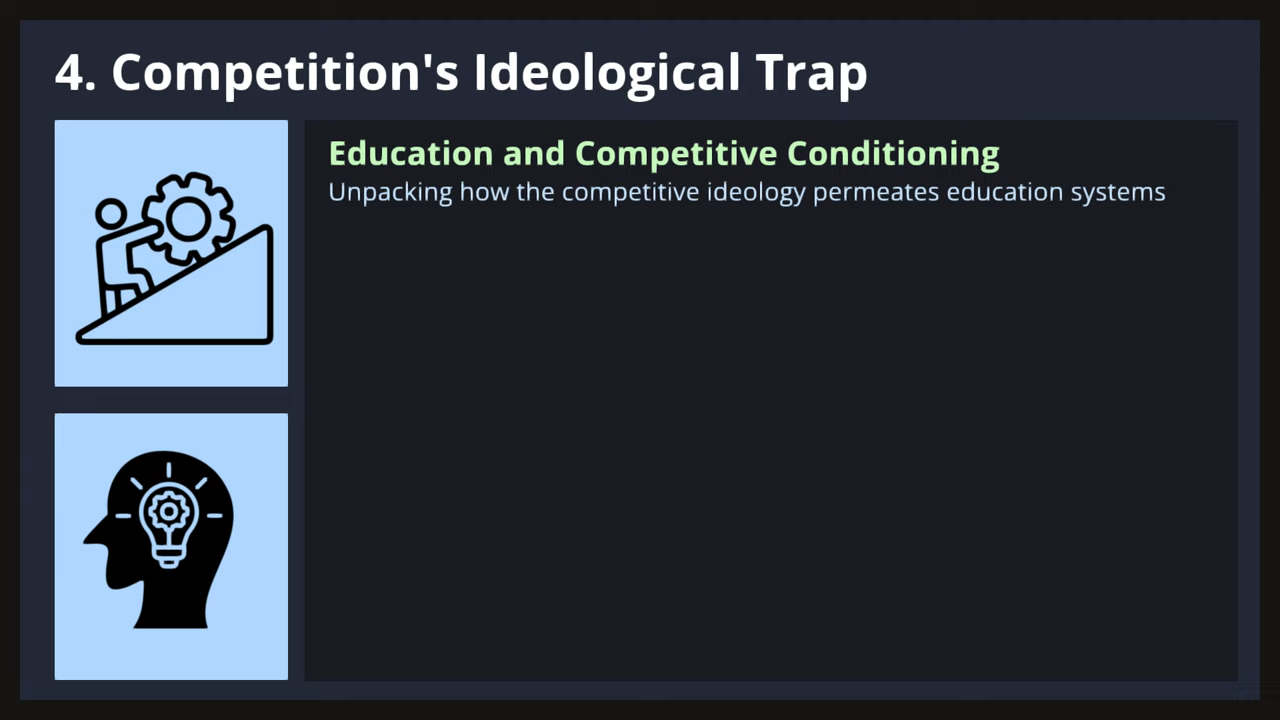 4. Competition's Ideological Trap
Education and Competitive Conditioning
Unpacking how the competitive ideology permeates education systems